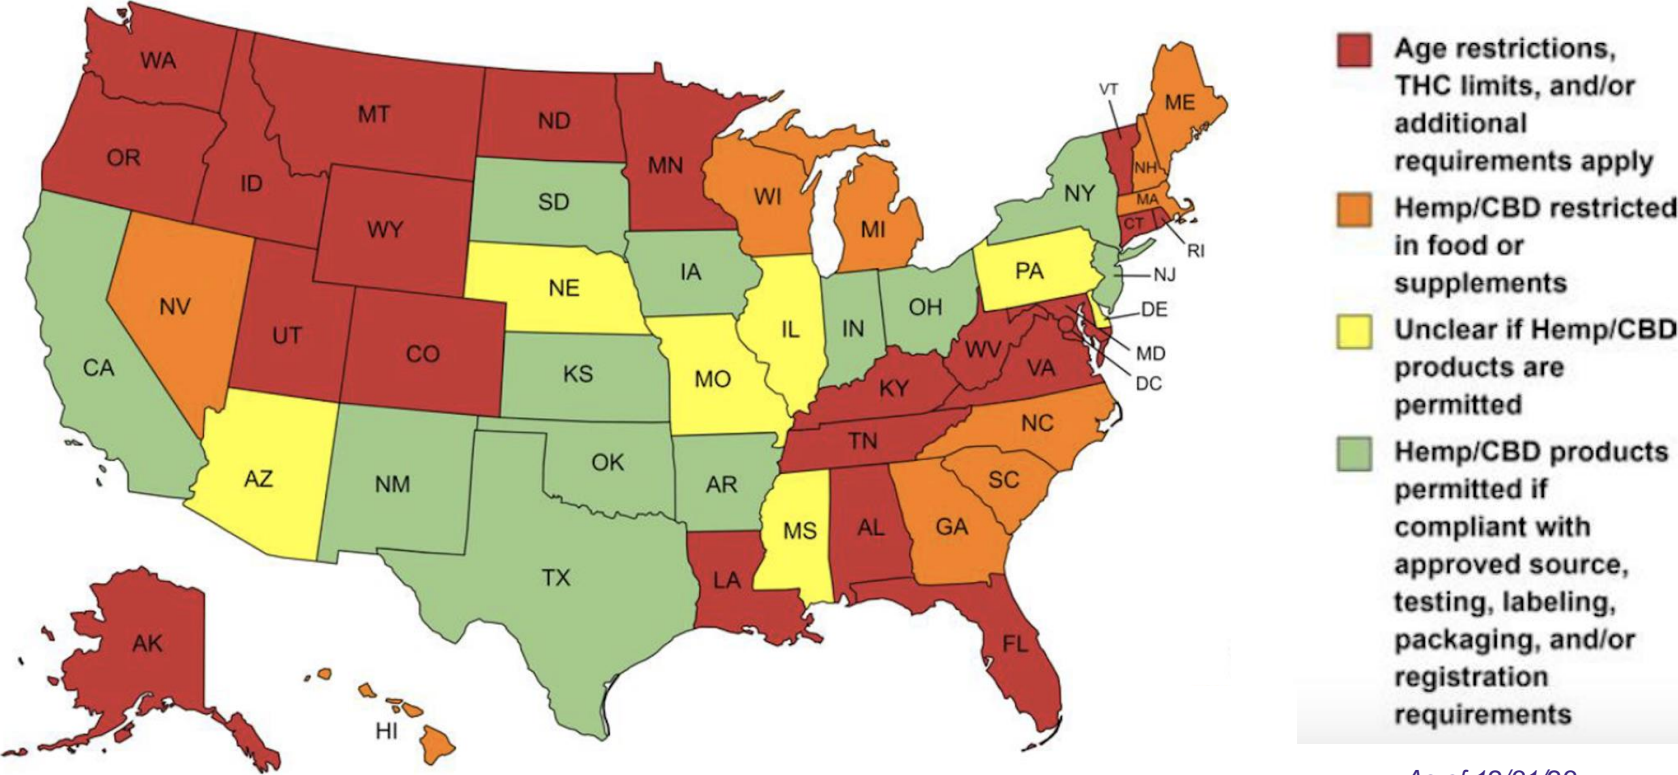 WA
MT
ND
MN
OR
ID
WY
SD
WI
MI
NY
VT
ME
NH
MA
CT
RI
NV
UT
CO
NE
IA
IL
IN
OH
PA
NJ
DE
MD
DC
CA
KS
MO
KY
WV
VA
AZ
NM
OK
AR
TN
NC
SC
TX
LA
MS
AL
GA
FL
AK
HI
Age restrictions,
THC limits, and/or
additional
requirements apply
Hemp/CBD restricted
in food or
supplements
Unclear if Hemp/CBD
products are
permitted
Hemp/CBD products
permitted if
compliant with
approved source,
testing, labeling,
packaging, and/or
registration
requirements